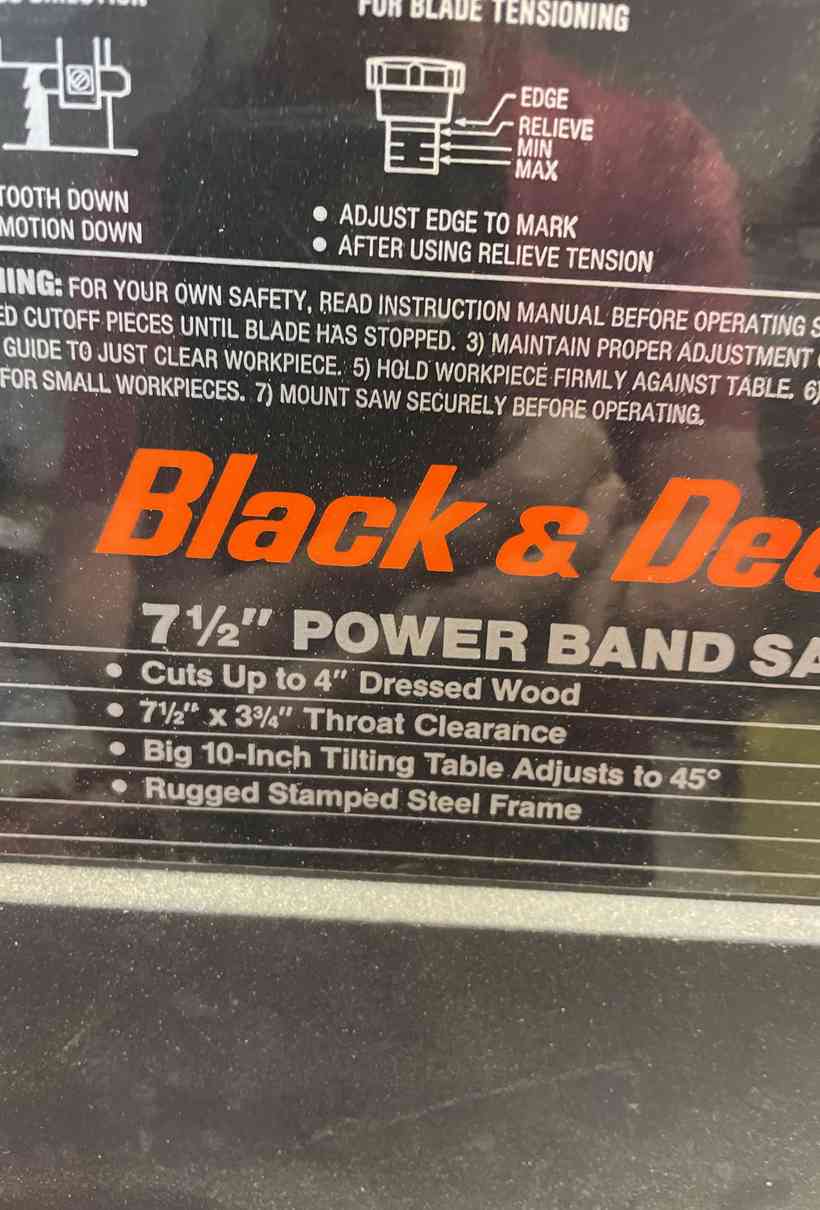 FOR BLADE TENSIONING
EDGE
RELIEVE
MIN
MAX
TOOTH DOWN
MOTION DOWN
● ADJUST EDGE TO MARK
● AFTER USING RELIEVE TENSION
ING: FOR YOUR OWN SAFETY, READ INSTRUCTION MANUAL BEFORE OPERATING S
ED CUTOFF PIECES UNTIL BLADE HAS STOPPED. 3) MAINTAIN PROPER ADJUSTMENT
GUIDE TO JUST CLEAR WORKPIECE. 5) HOLD WORKPIECE FIRMLY AGAINST TABLE. 6)
FOR SMALL WORKPIECES. 7) MOUNT SAW SECURELY BEFORE OPERATING.
Black & Dec
7½" POWER BAND SA
● Cuts Up to 4" Dressed Wood
● 7½" x 3¾" Throat Clearance
● Big 10-Inch Tilting Table Adjusts to 45°
● Rugged Stamped Steel Frame